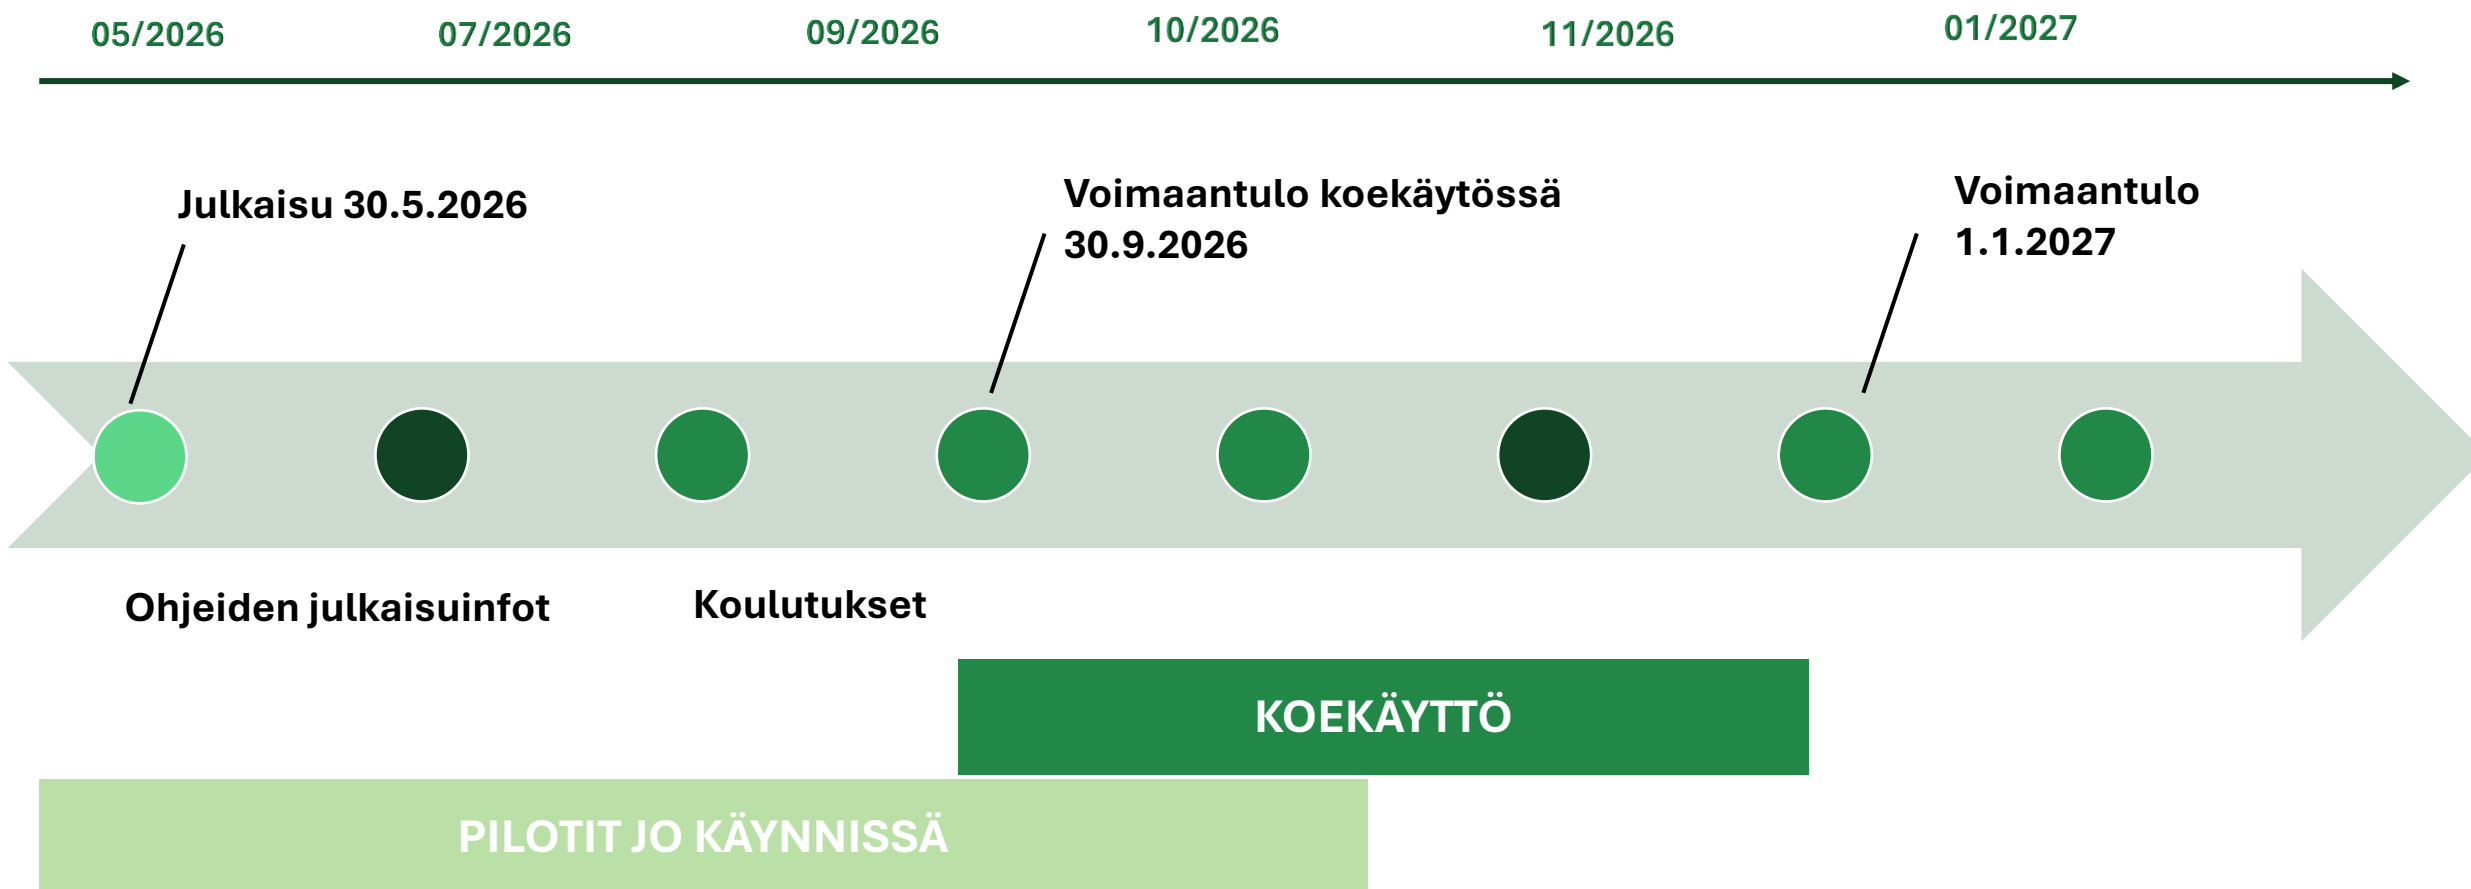 05/2026
07/2026
09/2026
10/2026
11/2026
01/2027
Julkaisu 30.5.2026
Voimaantulo koekäytössä
30.9.2026
Voimaantulo
1.1.2027
Ohjeiden julkaisuinfot
Koulutukset
KOEKÄYTTÖ
PILOTIT JO KÄYNNISSÄ